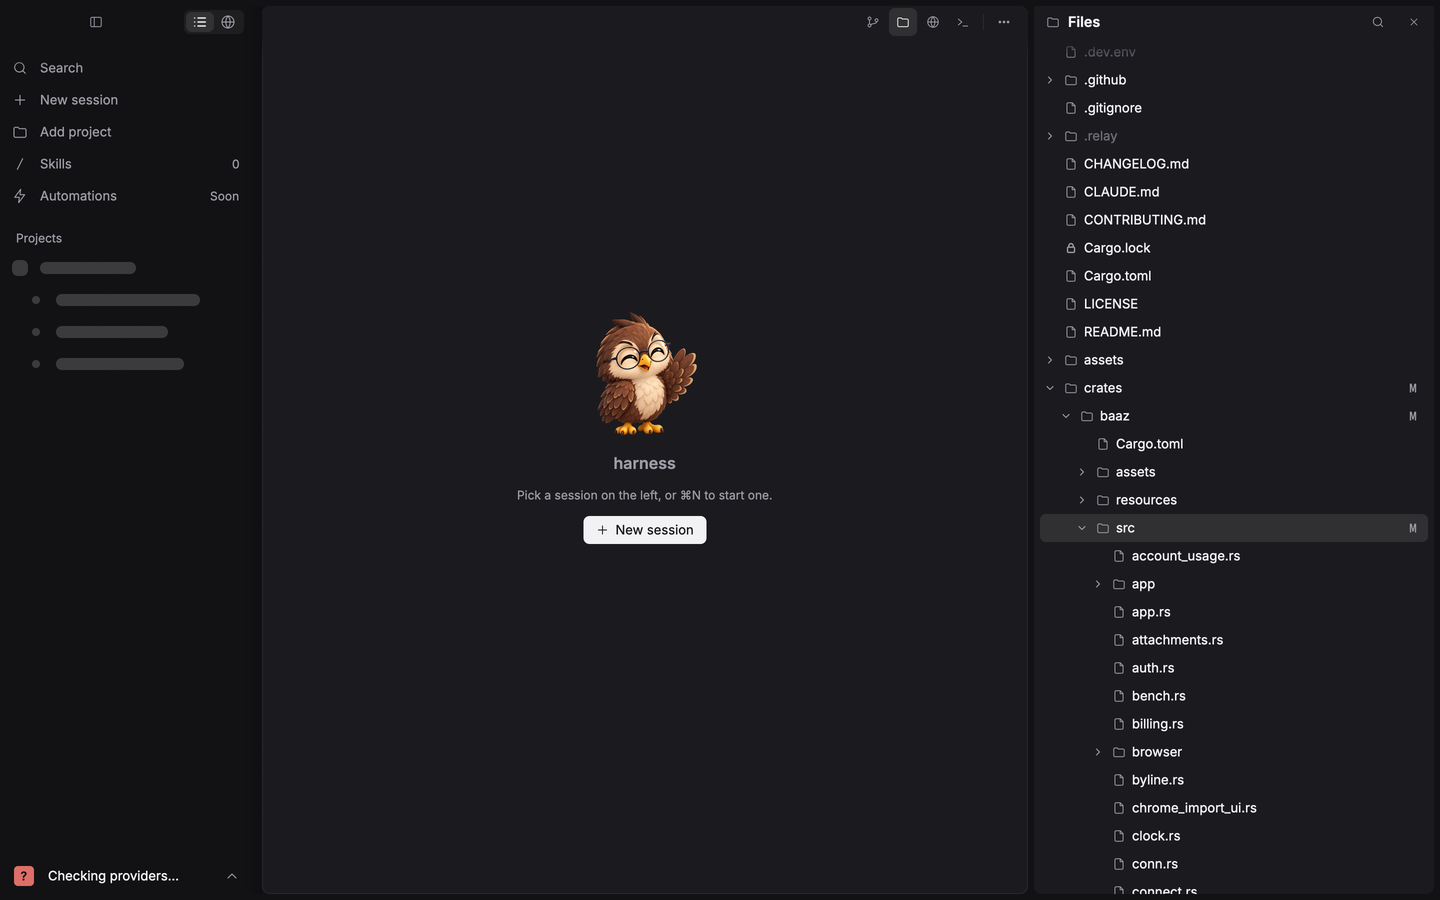 Search
New session
Add project
Skills 0
Automations Soon
Projects
? Checking providers...
harness
Pick a session on the left, or ⌘N to start one.
+ New session
Files
.dev.env
.github
.gitignore
.relay
CHANGELOG.md
CLAUDE.md
CONTRIBUTING.md
Cargo.lock
Cargo.toml
LICENSE
README.md
assets
crates M
baaz M
Cargo.toml
assets
resources
src M
account_usage.rs
app
app.rs
attachments.rs
auth.rs
bench.rs
billing.rs
browser
byline.rs
chrome_import_ui.rs
clock.rs
conn.rs
connect.rs